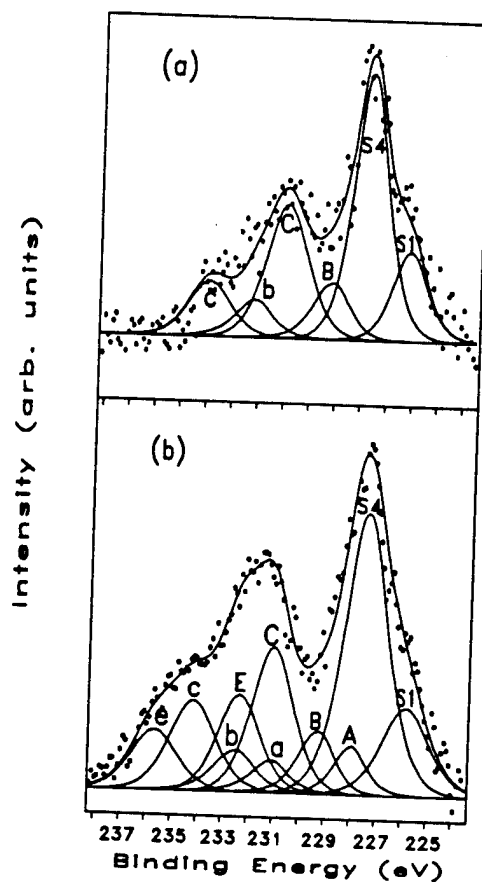 (a)
S4
C
S1
B
c
b
(b)
S4
C
E
c
S1
e
B
b
A
a
237 235 233 231 229 227 225
Binding Energy (eV)
Intensity (arb. units)